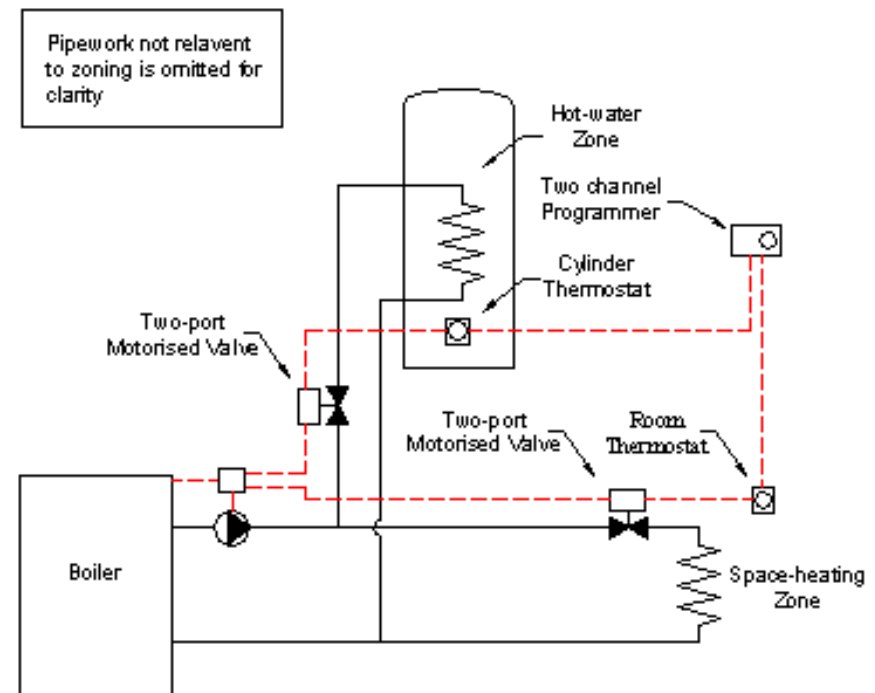 Pipework not relavent
to zoning is omitted for
clarity
Hot-water
Zone
Two channel
Programmer
Cylinder
Thermostat
Two-port
Motorised Valve
Two-port
Motorised Valve
Room
Thermostat
Boiler
Space-heating
Zone